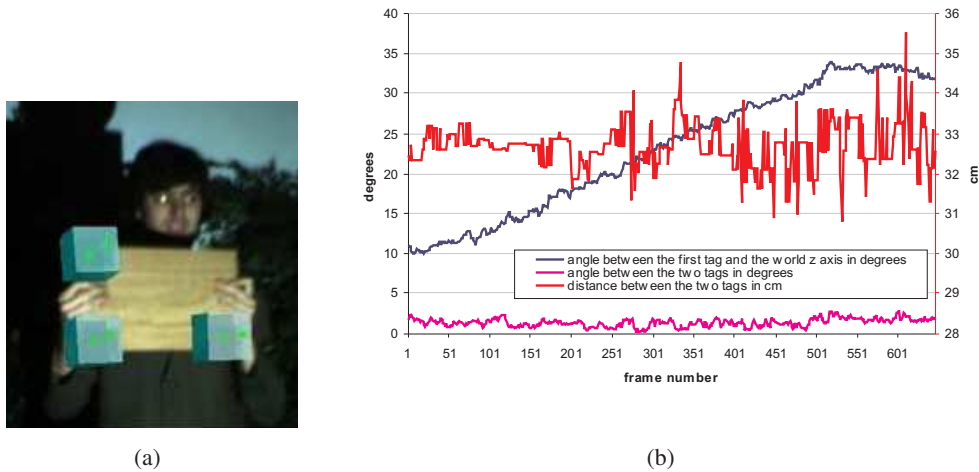 40
35
30
25
20
15
10
5
0
degrees
36
35
34
33
32
31
30
29
28
cm
angle between the first tag and the world z axis in degrees
angle between the two tags in degrees
distance between the two tags in cm
1 51 101 151 201 251 301 351 401 451 501 551 601
frame number
(a)
(b)